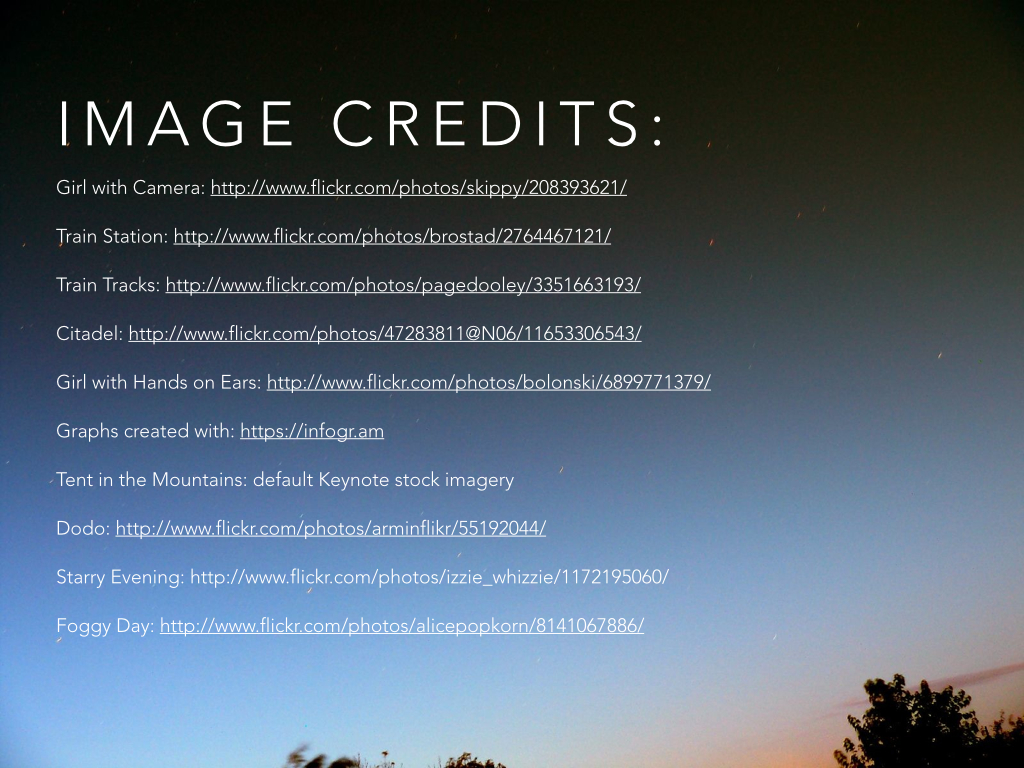 IMAGE CREDITS:
Girl with Camera: http://www.flickr.com/photos/skippy/208393621/
Train Station: http://www.flickr.com/photos/brostad/2764467121/
Train Tracks: http://www.flickr.com/photos/pagedooley/3351663193/
Citadel: http://www.flickr.com/photos/47283811@N06/11653306543/
Girl with Hands on Ears: http://www.flickr.com/photos/bolonski/6899771379/
Graphs created with: https://infogr.am
Tent in the Mountains: default Keynote stock imagery
Dodo: http://www.flickr.com/photos/arminflikr/55192044/
Starry Evening: http://www.flickr.com/photos/izzie_whizzie/1172195060/
Foggy Day: http://www.flickr.com/photos/alicepopkorn/8141067886/